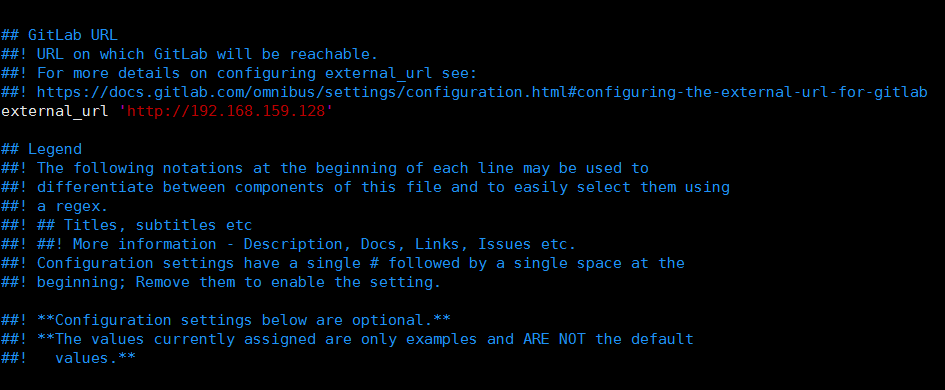 ## GitLab URL
##! URL on which GitLab will be reachable.
##! For more details on configuring external_url see:
##! https://docs.gitlab.com/omnibus/settings/configuration.html#configuring-the-external-url-for-gitlab
external_url 'http://192.168.159.128'
## Legend
##! The following notations at the beginning of each line may be used to
##! differentiate between components of this file and to easily select them using
##! a regex.
##! ## Titles, subtitles etc
##! ##! More information - Description, Docs, Links, Issues etc.
##! Configuration settings have a single # followed by a single space at the
##! beginning; Remove them to enable the setting.
##! **Configuration settings below are optional.**
##! **The values currently assigned are only examples and ARE NOT the default
##!   values.**